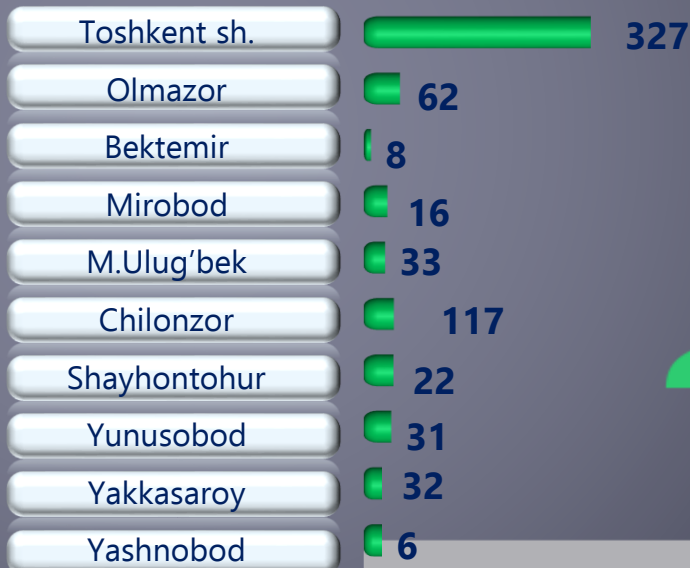 Toshkent sh. 327
Olmazor 62
Bektemir 8
Mirobod 16
M.Ulug’bek 33
Chilonzor 117
Shayhontohur 22
Yunusobod 31
Yakkasaroy 32
Yashnobod 6